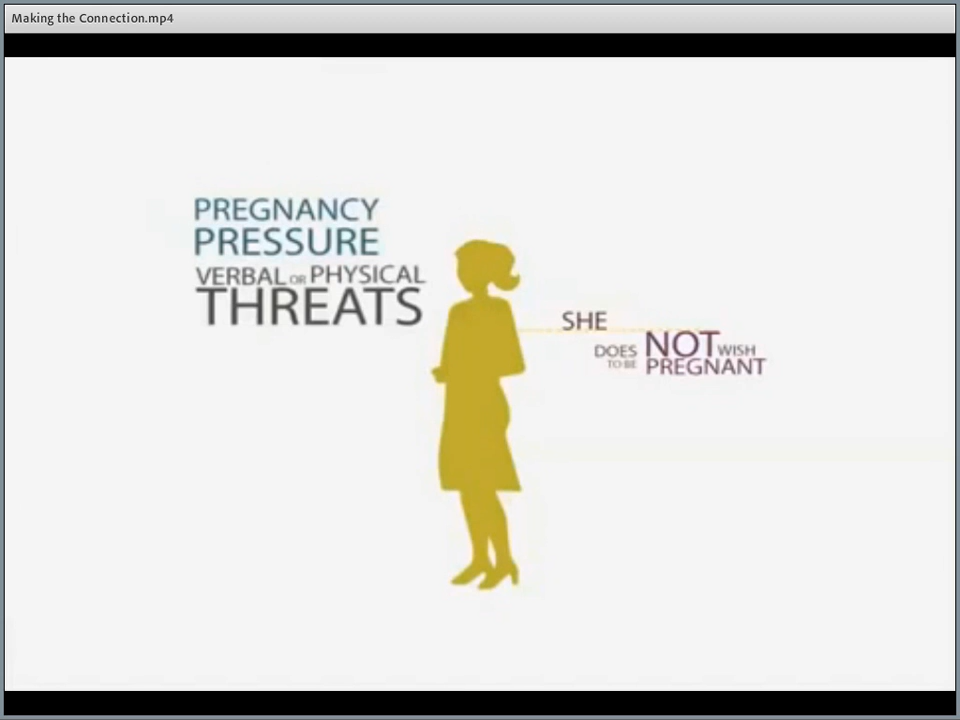 Making the Connection.mp4
PREGNANCY
PRESSURE
VERBAL OR PHYSICAL
THREATS
SHE
DOES NOT WISH
TO BE PREGNANT